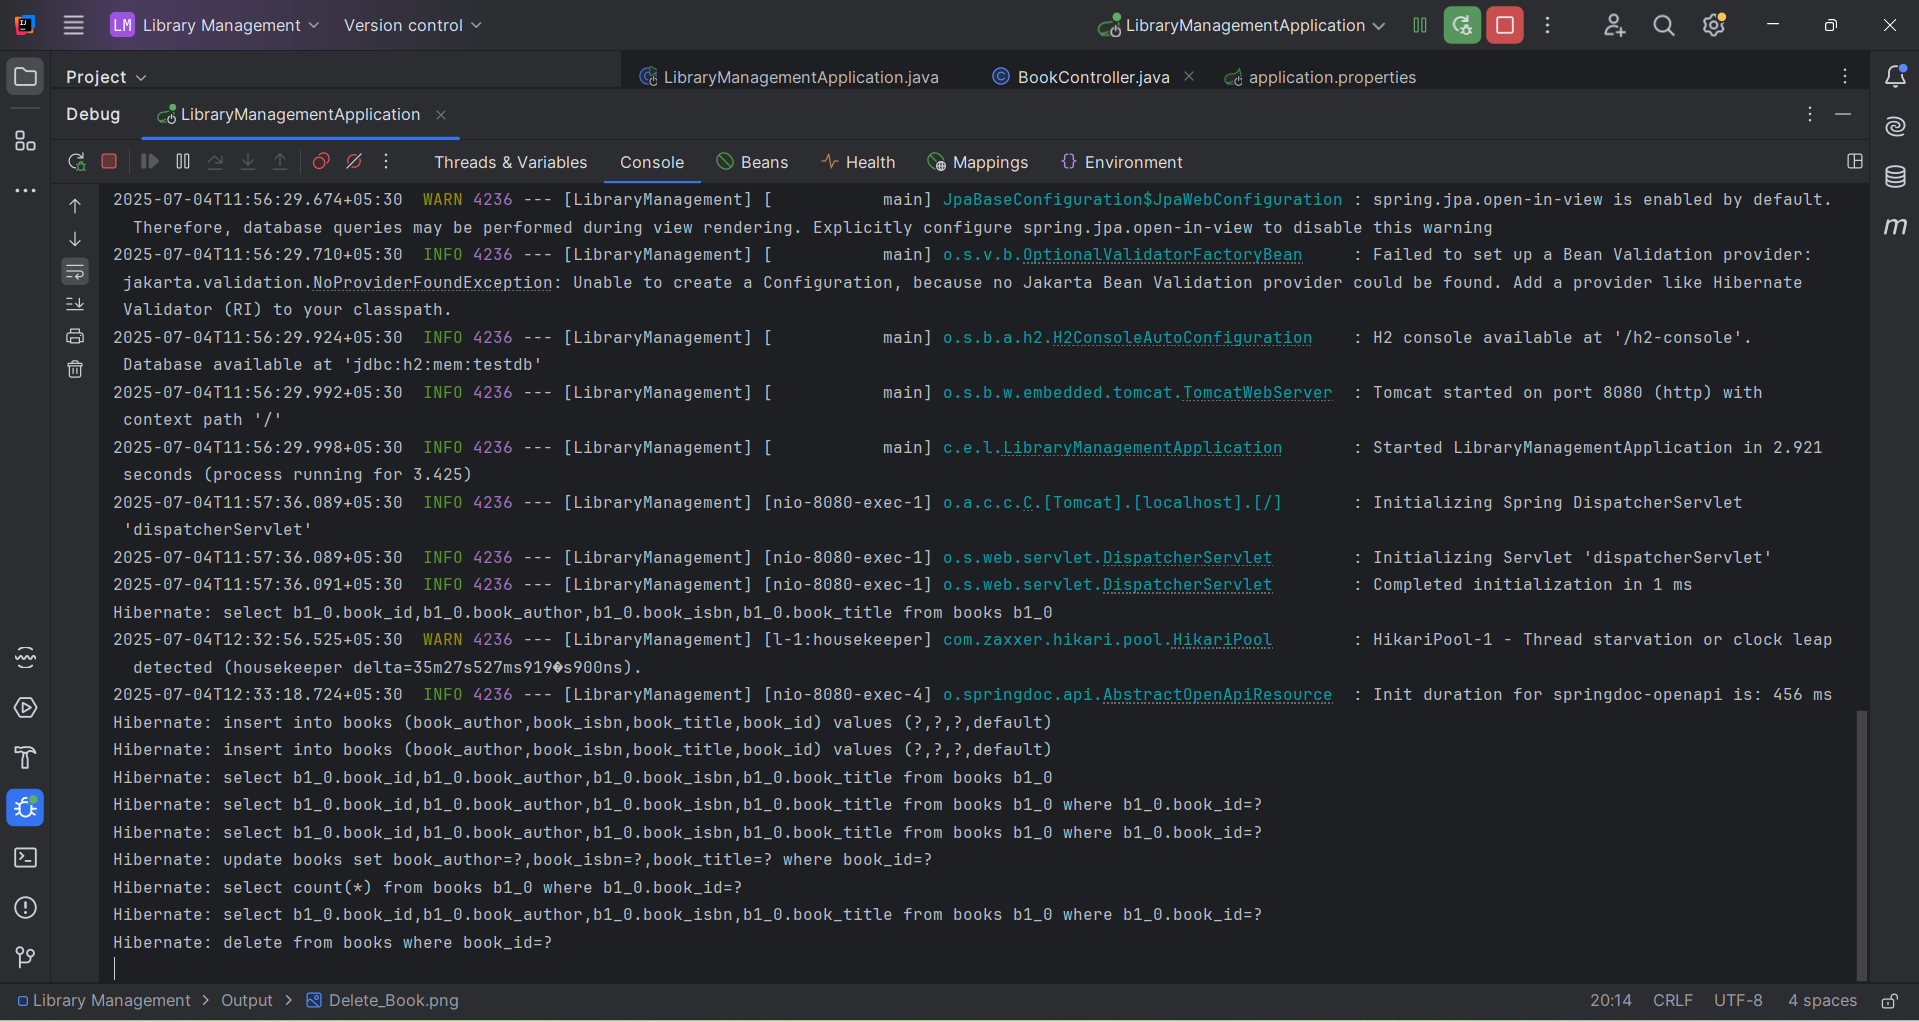 LM Library Management Version control LibraryManagementApplication
Project LibraryManagementApplication.java BookController.java application.properties
Debug LibraryManagementApplication
Threads & Variables Console Beans Health Mappings Environment
2025-07-04T11:56:29.674+05:30 WARN 4236 --- [LibraryManagement] [           main] JpaBaseConfiguration$JpaWebConfiguration : spring.jpa.open-in-view is enabled by default.
Therefore, database queries may be performed during view rendering. Explicitly configure spring.jpa.open-in-view to disable this warning
2025-07-04T11:56:29.710+05:30 INFO 4236 --- [LibraryManagement] [           main] o.s.v.b.OptionalValidatorFactoryBean : Failed to set up a Bean Validation provider:
jakarta.validation.NoProviderFoundException: Unable to create a Configuration, because no Jakarta Bean Validation provider could be found. Add a provider like Hibernate
Validator (RI) to your classpath.
2025-07-04T11:56:29.924+05:30 INFO 4236 --- [LibraryManagement] [           main] o.s.b.a.h2.H2ConsoleAutoConfiguration : H2 console available at '/h2-console'.
Database available at 'jdbc:h2:mem:testdb'
2025-07-04T11:56:29.992+05:30 INFO 4236 --- [LibraryManagement] [           main] o.s.b.w.embedded.tomcat.TomcatWebServer : Tomcat started on port 8080 (http) with
context path '/'
2025-07-04T11:56:29.998+05:30 INFO 4236 --- [LibraryManagement] [           main] c.e.l.LibraryManagementApplication : Started LibraryManagementApplication in 2.921
seconds (process running for 3.425)
2025-07-04T11:57:36.089+05:30 INFO 4236 --- [LibraryManagement] [nio-8080-exec-1] o.a.c.c.C.[Tomcat].[localhost].[/] : Initializing Spring DispatcherServlet
'dispatcherServlet'
2025-07-04T11:57:36.089+05:30 INFO 4236 --- [LibraryManagement] [nio-8080-exec-1] o.s.web.servlet.DispatcherServlet : Initializing Servlet 'dispatcherServlet'
2025-07-04T11:57:36.091+05:30 INFO 4236 --- [LibraryManagement] [nio-8080-exec-1] o.s.web.servlet.DispatcherServlet : Completed initialization in 1 ms
Hibernate: select b1_0.book_id,b1_0.book_author,b1_0.book_isbn,b1_0.book_title from books b1_0
2025-07-04T12:32:56.525+05:30 WARN 4236 --- [LibraryManagement] [l-1:housekeeper] com.zaxxer.hikari.pool.HikariPool : HikariPool-1 - Thread starvation or clock leap
detected (housekeeper delta=35m27s527ms919�s900ns).
2025-07-04T12:33:18.724+05:30 INFO 4236 --- [LibraryManagement] [nio-8080-exec-4] o.springdoc.api.AbstractOpenApiResource : Init duration for springdoc-openapi is: 456 ms
Hibernate: insert into books (book_author,book_isbn,book_title,book_id) values (?,?,?,default)
Hibernate: insert into books (book_author,book_isbn,book_title,book_id) values (?,?,?,default)
Hibernate: select b1_0.book_id,b1_0.book_author,b1_0.book_isbn,b1_0.book_title from books b1_0
Hibernate: select b1_0.book_id,b1_0.book_author,b1_0.book_isbn,b1_0.book_title from books b1_0 where b1_0.book_id=?
Hibernate: select b1_0.book_id,b1_0.book_author,b1_0.book_isbn,b1_0.book_title from books b1_0 where b1_0.book_id=?
Hibernate: update books set book_author=?,book_isbn=?,book_title=? where book_id=?
Hibernate: select count(*) from books b1_0 where b1_0.book_id=?
Hibernate: select b1_0.book_id,b1_0.book_author,b1_0.book_isbn,b1_0.book_title from books b1_0 where b1_0.book_id=?
Hibernate: delete from books where book_id=?
Library Management > Output > Delete_Book.png 20:14 CRLF UTF-8 4 spaces